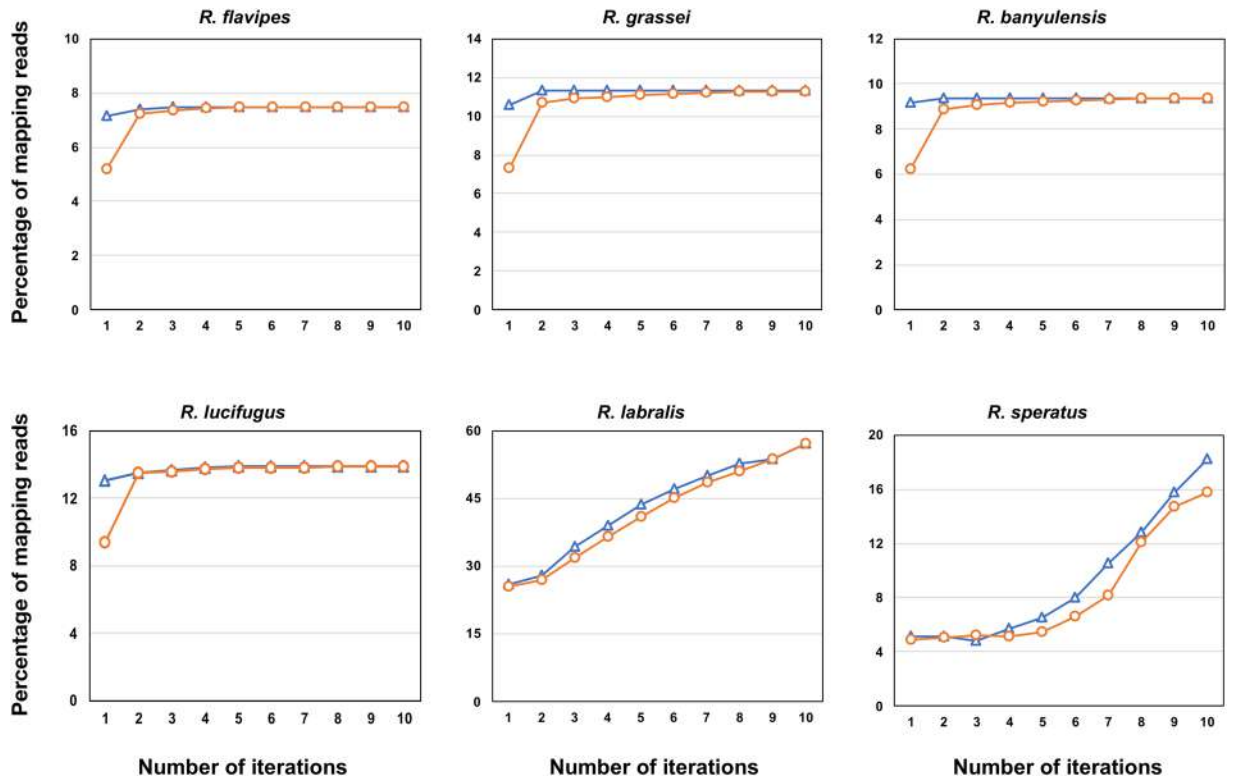 R. flavipes
R. grassei
R. banyulensis
Percentage of mapping reads
10
8
6
4
2
0
1 2 3 4 5 6 7 8 9 10
14
12
10
8
6
4
2
0
1 2 3 4 5 6 7 8 9 10
12
10
8
6
4
2
0
1 2 3 4 5 6 7 8 9 10
R. lucifugus
R. labralis
R. speratus
Percentage of mapping reads
16
12
8
4
0
1 2 3 4 5 6 7 8 9 10
60
45
30
15
0
1 2 3 4 5 6 7 8 9 10
20
16
12
8
4
0
1 2 3 4 5 6 7 8 9 10
Number of iterations
Number of iterations
Number of iterations